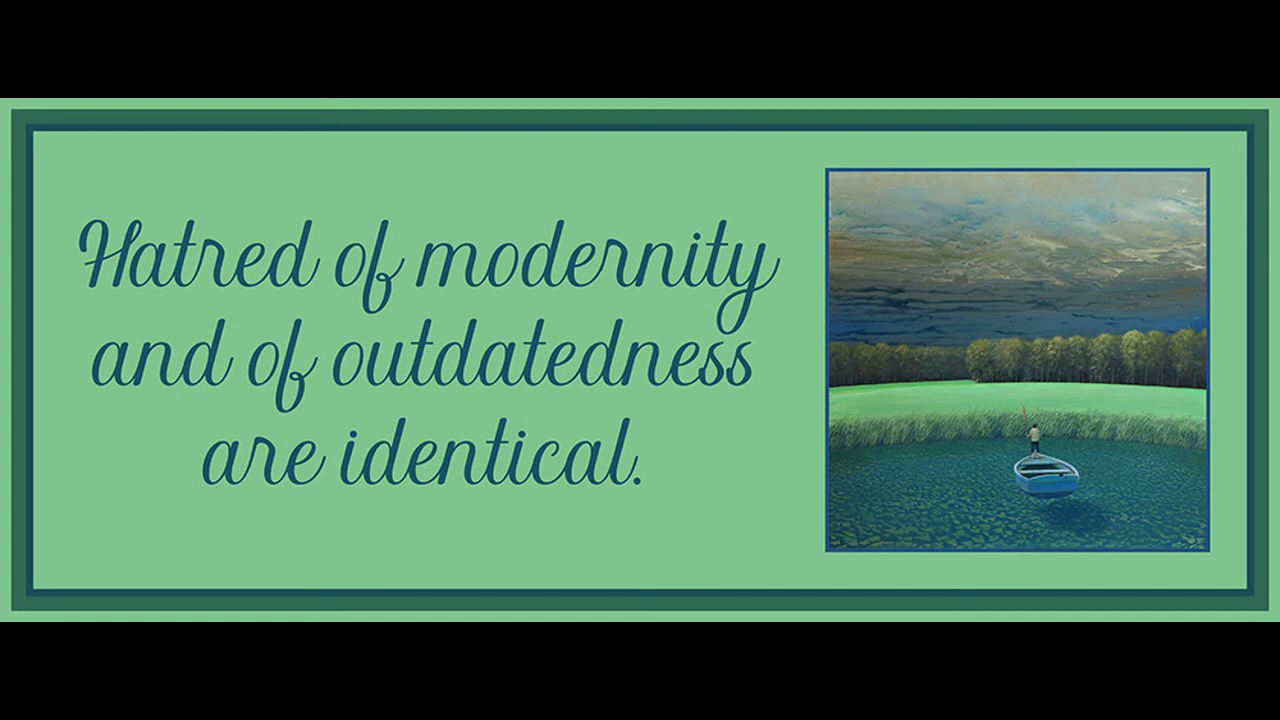 Hatred of modernity
and of outdatedness
are identical.